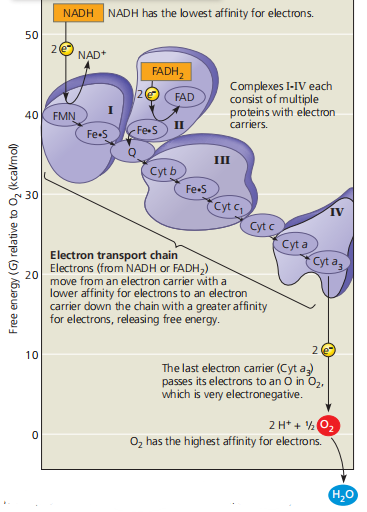 NADH NADH has the lowest affinity for electrons.
50
2 e⁻ NAD⁺
FADH₂
2 e⁻ FAD
Complexes I-IV each
consist of multiple
proteins with electron
carriers.
40
FMN
I
Fe•S
Fe•S
II
Q
III
Cyt b
Fe•S
30
Cyt c₁
IV
Cyt c
Cyt a
Cyt a₃
Free energy (G) relative to O₂ (kcal/mol)
Electron transport chain
Electrons (from NADH or FADH₂)
move from an electron carrier with a
lower affinity for electrons to an electron
carrier down the chain with a greater affinity
for electrons, releasing free energy.
20
10
2 e⁻
The last electron carrier (Cyt a₃)
passes its electrons to an O in O₂,
which is very electronegative.
2 H⁺ + ½ O₂
0
O₂ has the highest affinity for electrons.
H₂O